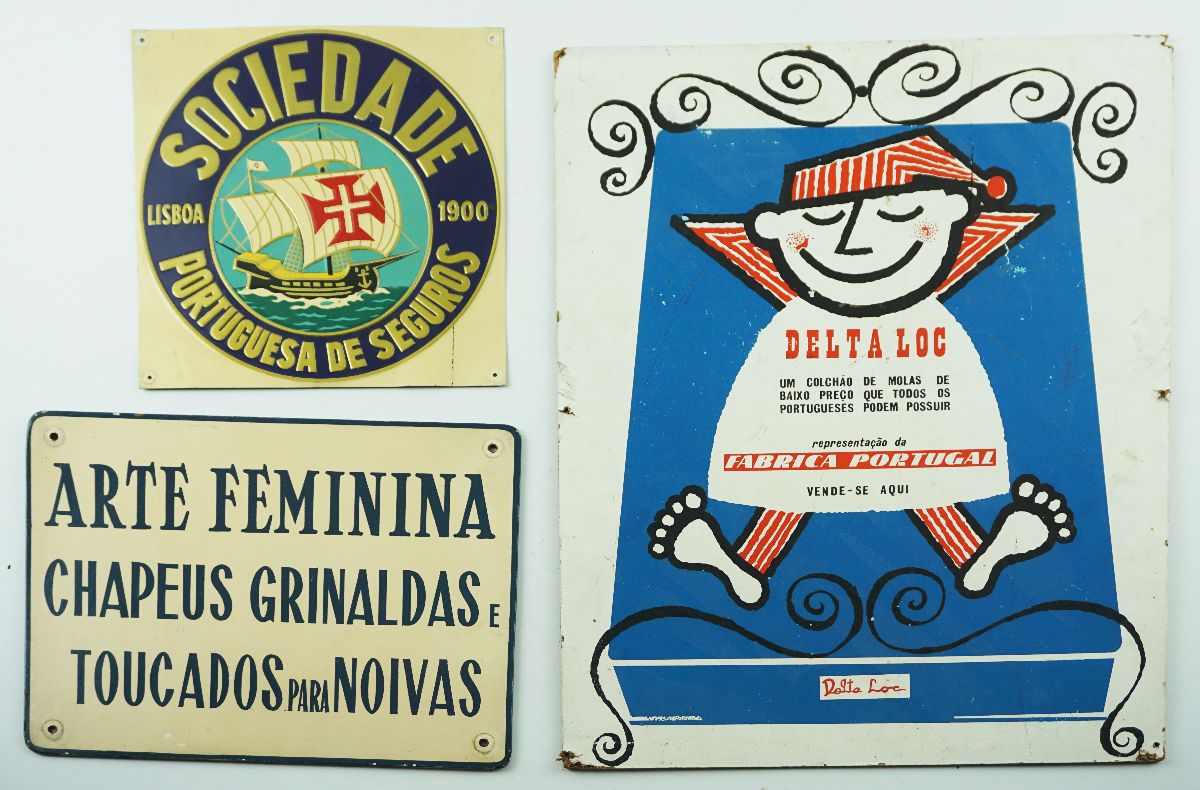 SOCIEDADE
LISBOA 1900
PORTUGUESA DE SEGUROS
ARTE FEMININA
CHAPEUS GRINALDAS E
TOUCADOS PARA NOIVAS
DELTA LOC
UM COLCHÃO DE MOLAS DE
BAIXO PREÇO QUE TODOS OS
PORTUGUESES PODEM POSSUIR
representação da
FABRICA PORTUGAL
VENDE-SE AQUI
Delta Loc